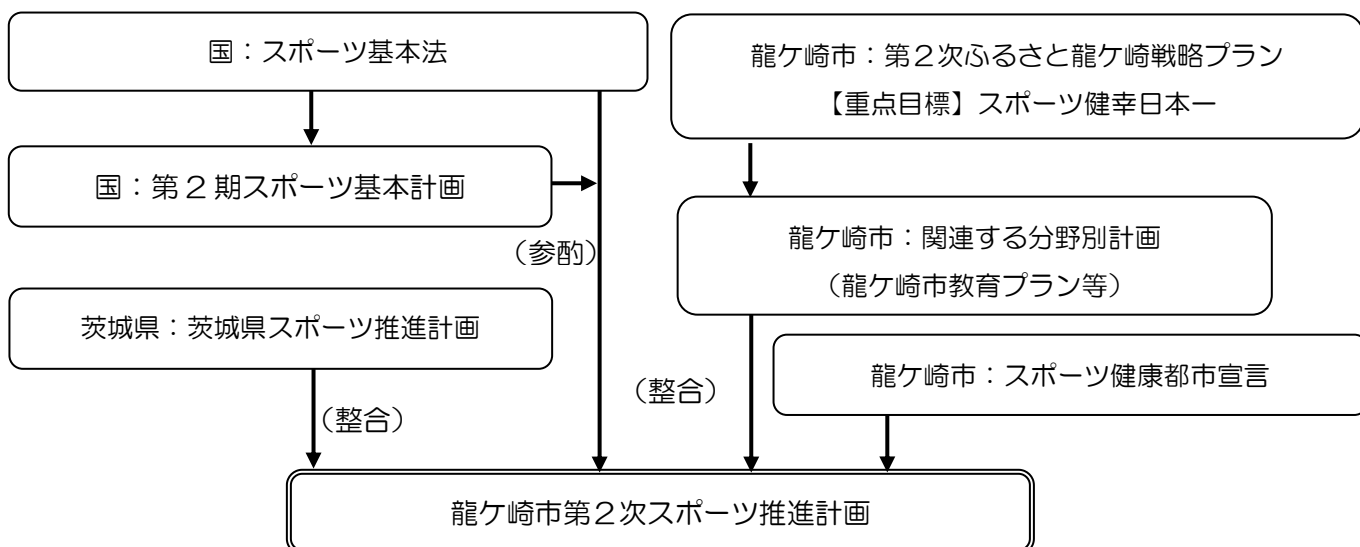 国：スポーツ基本法
龍ケ崎市：第２次ふるさと龍ケ崎戦略プラン
【重点目標】スポーツ健幸日本一
国：第２期スポーツ基本計画
龍ケ崎市：関連する分野別計画
（龍ケ崎市教育プラン等）
（参酌）
茨城県：茨城県スポーツ推進計画
龍ケ崎市：スポーツ健康都市宣言
（整合）
（整合）
龍ケ崎市第２次スポーツ推進計画